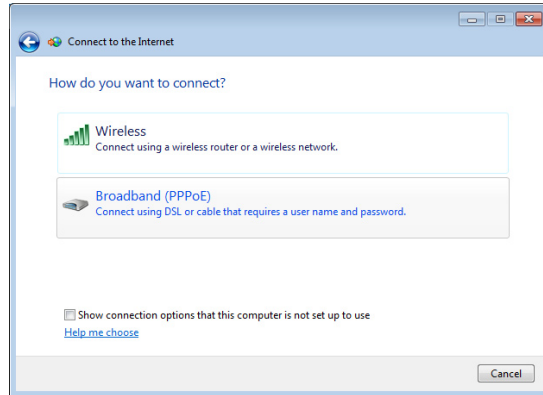 Connect to the Internet
How do you want to connect?
Wireless
Connect using a wireless router or a wireless network.
Broadband (PPPoE)
Connect using DSL or cable that requires a user name and password.
Show connection options that this computer is not set up to use
Help me choose
Cancel